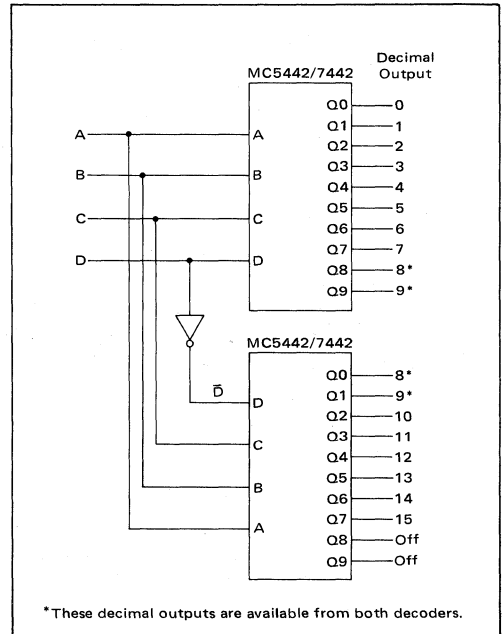 Decimal
MC5442/7442 Output
Q0 0
Q1 1
A A Q2 2
Q3 3
B B Q4 4
Q5 5
C C Q6 6
Q7 7
D D Q8 8*
Q9 9*
MC5442/7442
Q0 8*
D̅ D Q1 9*
Q2 10
C Q3 11
Q4 12
B Q5 13
Q6 14
A Q7 15
Q8 Off
Q9 Off
*These decimal outputs are available from both decoders.